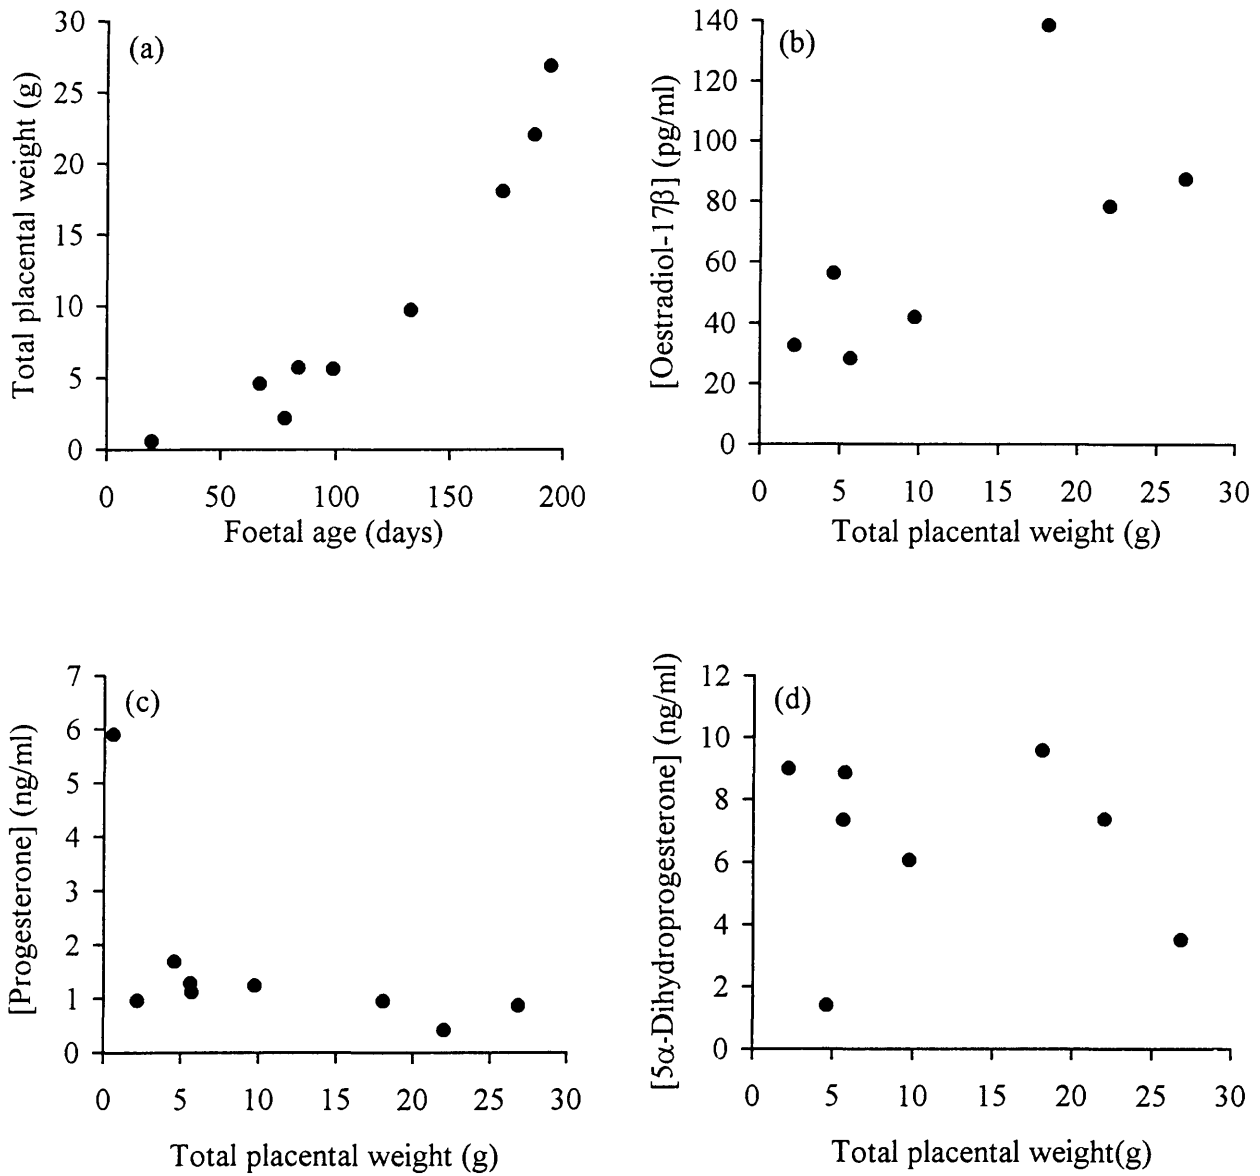 (a)
Total placental weight (g)
30
25
20
15
10
5
0
0 50 100 150 200
Foetal age (days)
(b)
[Oestradiol-17β] (pg/ml)
140
120
100
80
60
40
20
0
0 5 10 15 20 25 30
Total placental weight (g)
(c)
[Progesterone] (ng/ml)
7
6
5
4
3
2
1
0
0 5 10 15 20 25 30
Total placental weight (g)
(d)
[5α-Dihydroprogesterone] (ng/ml)
12
10
8
6
4
2
0
0 5 10 15 20 25 30
Total placental weight(g)